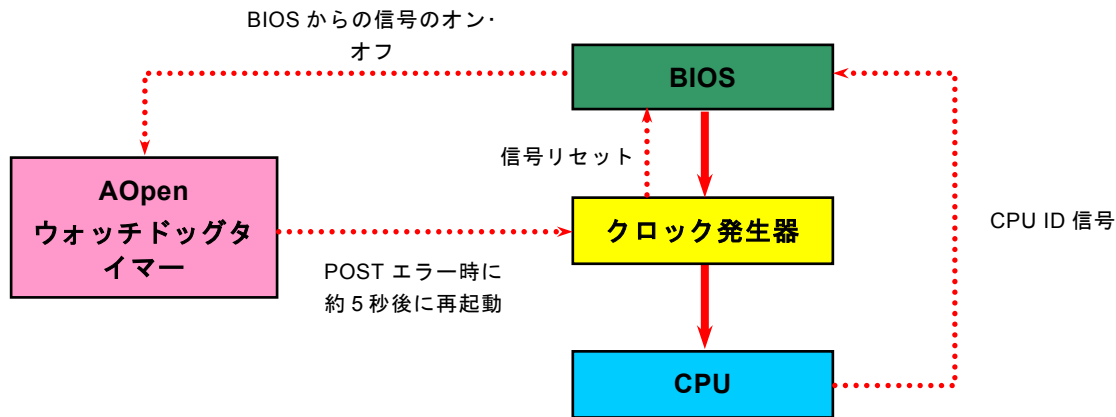 BIOS からの信号のオン・
オフ
BIOS
信号リセット
AOpen
ウォッチドッグタ
イマー
クロック発生器
CPU ID 信号
POST エラー時に
約 5 秒後に再起動
CPU